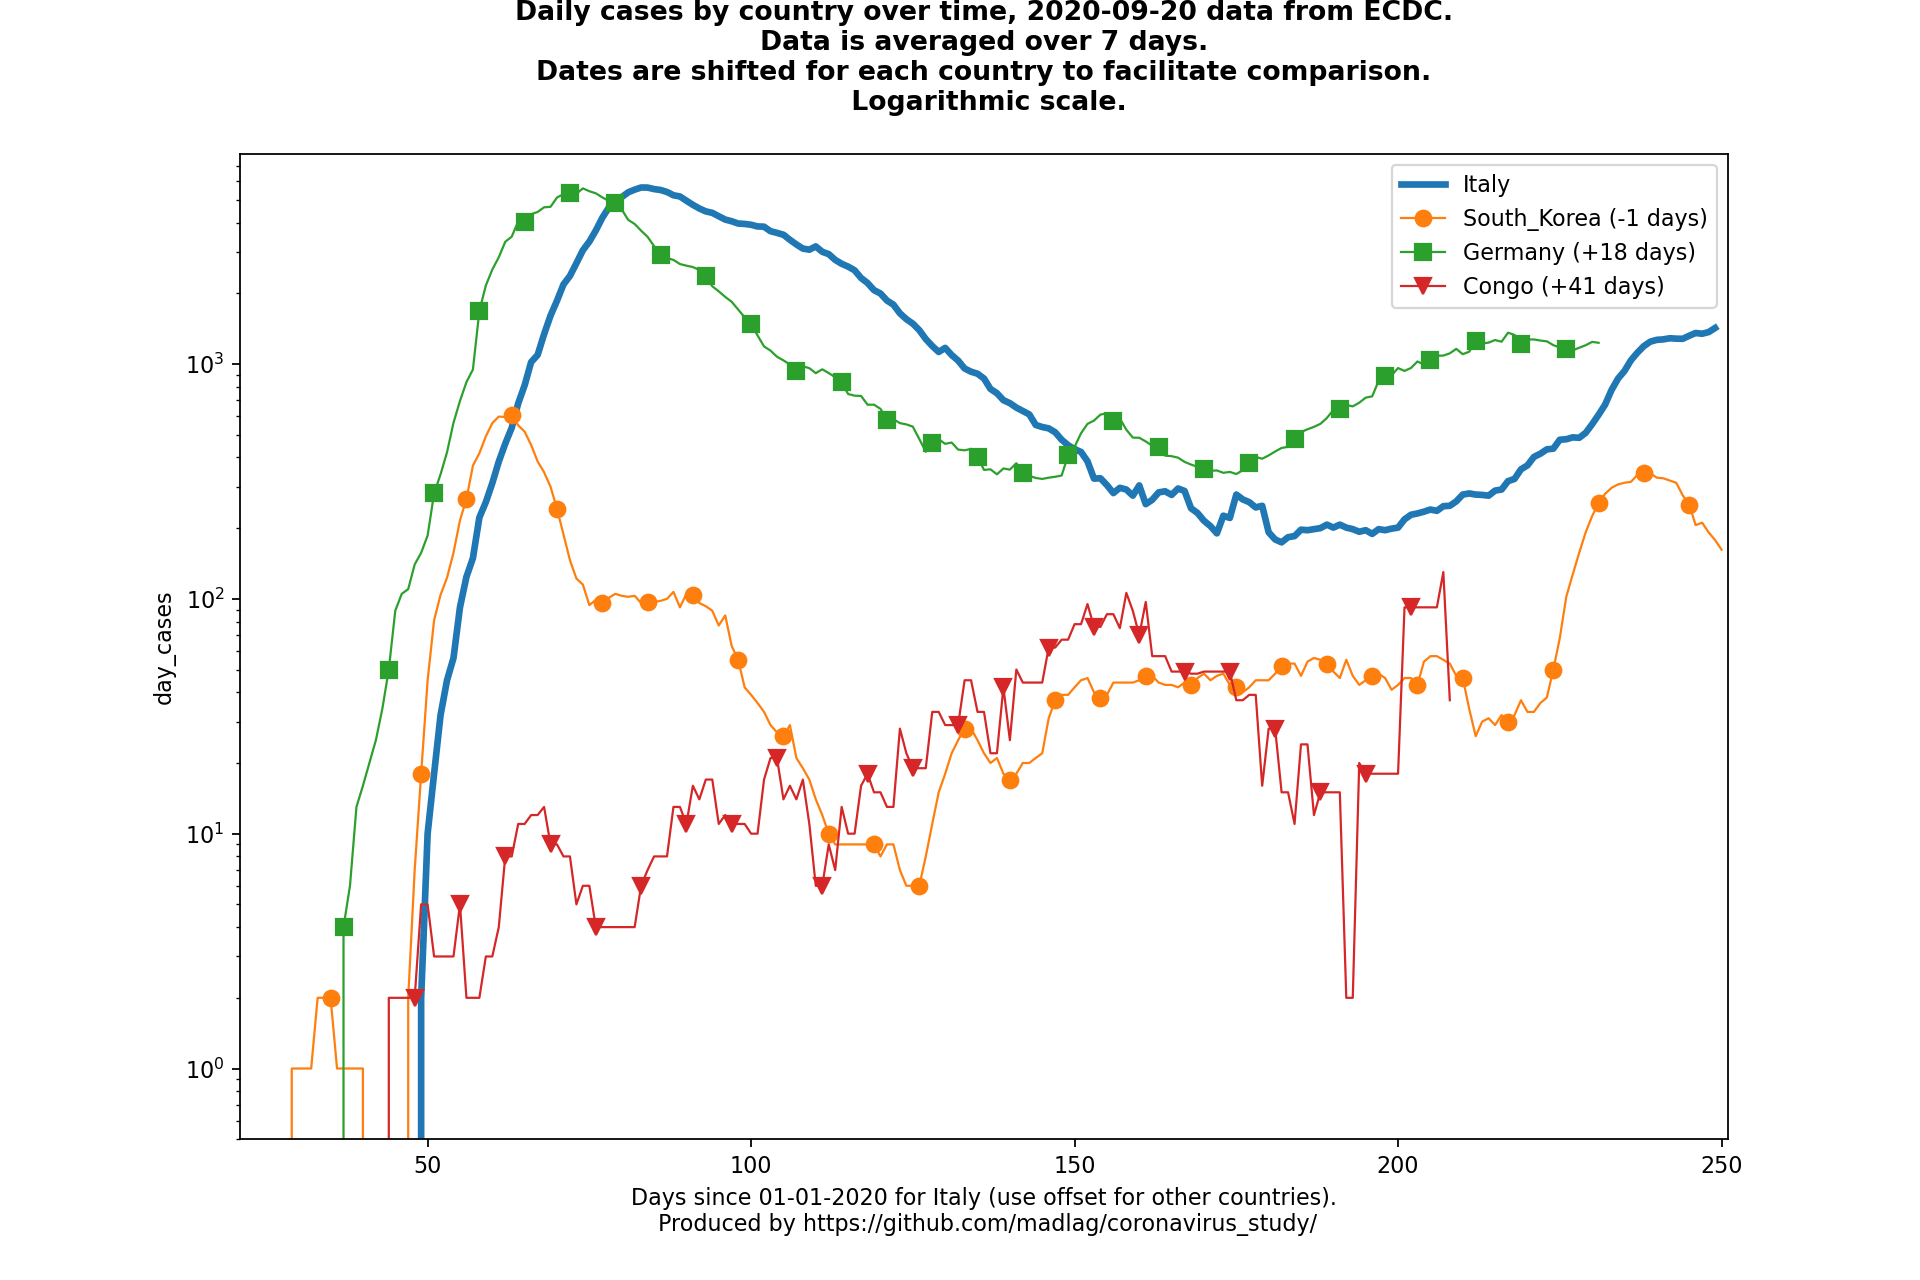 Daily cases by country over time, 2020-09-20 data from ECDC.
Data is averaged over 7 days.
Dates are shifted for each country to facilitate comparison.
Logarithmic scale.
Italy
South_Korea (-1 days)
Germany (+18 days)
Congo (+41 days)
day_cases
10³
10²
10¹
10⁰
50
100
150
200
250
Days since 01-01-2020 for Italy (use offset for other countries).
Produced by https://github.com/madlag/coronavirus_study/